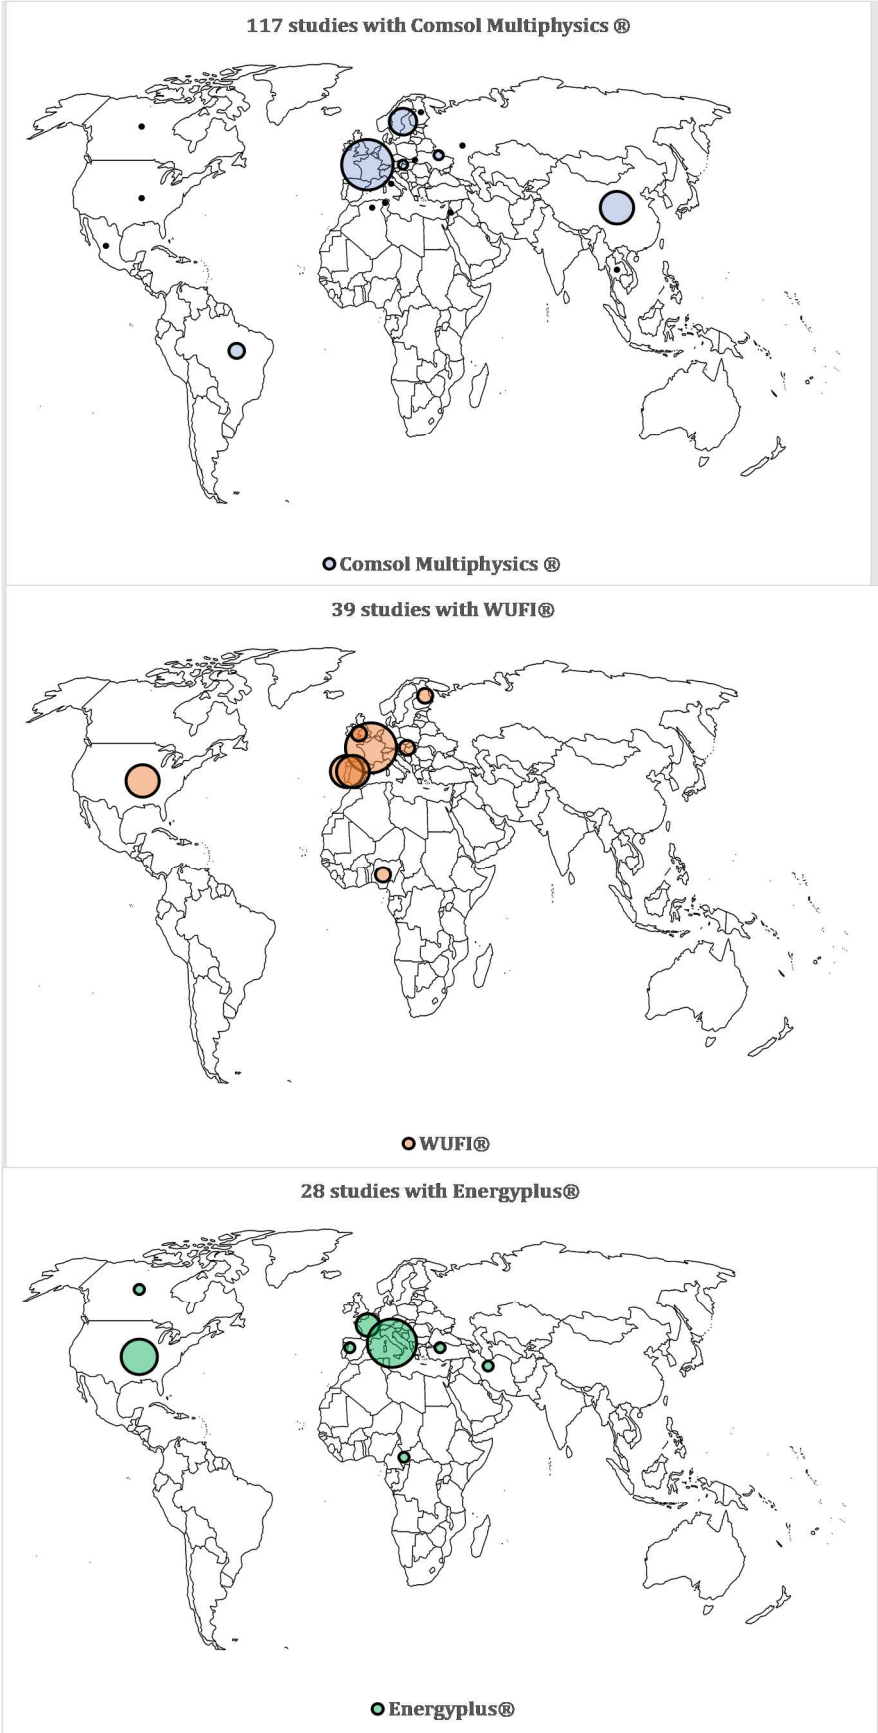 117 studies with Comsol Multiphysics ®
Comsol Multiphysics ®
39 studies with WUFI®
WUFI®
28 studies with Energyplus®
Energyplus®